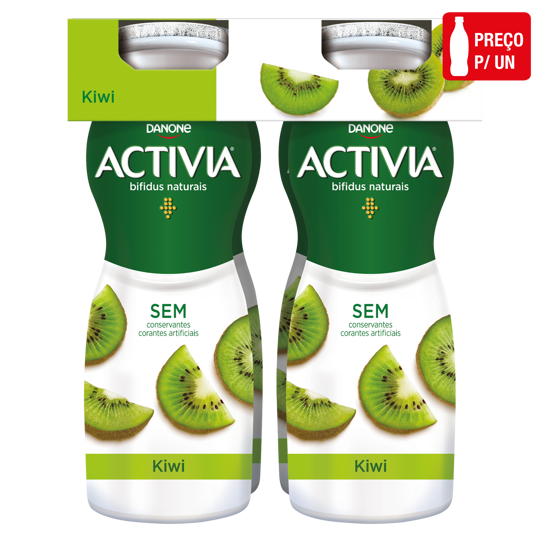 PREÇO
P/ UN
Kiwi
DANONE
ACTIVIA
bifidus naturais
SEM
conservantes
corantes artificiais
Kiwi
DANONE
ACTIVIA
bifidus naturais
SEM
conservantes
corantes artificiais
Kiwi